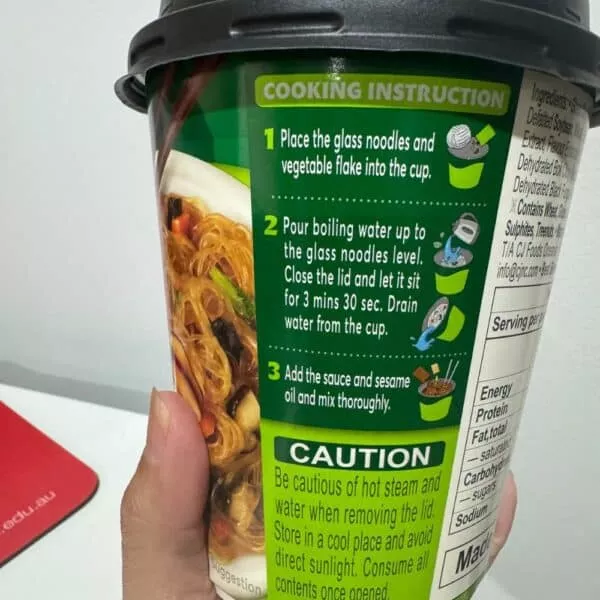 COOKING INSTRUCTION
1 Place the glass noodles and
vegetable flake into the cup.
2 Pour boiling water up to
the glass noodles level.
Close the lid and let it sit
for 3 mins 30 sec. Drain
water from the cup.
3 Add the sauce and sesame
oil and mix thoroughly.
CAUTION
Be cautious of hot steam and
water when removing the lid.
Store in a cool place and avoid
direct sunlight. Consume all
contents once opened.
Ingredients
Defatted Soybean
Extract,
Dehydrated
Dehydrated Black
Contains Wheat,
Sulphites,
T/A CJ Foods
Serving per
Energy
Protein
Fat, total
Sodium
.edu.au